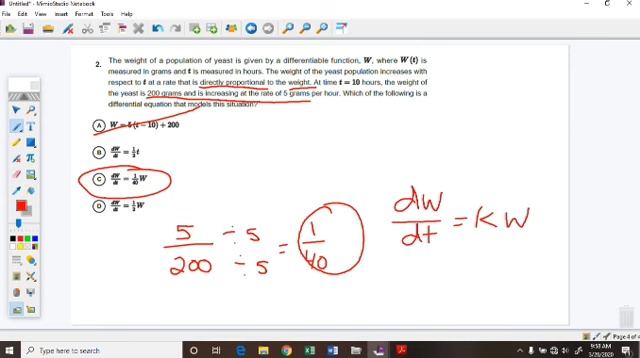 Untitled* - MimioStudio Notebook
File Edit View Insert Format Tools Help
2. The weight of a population of yeast is given by a differentiable function, W, where W(t) is
measured in grams and t is measured in hours. The weight of the yeast population increases with
respect to t at a rate that is directly proportional to the weight. At time t = 10 hours, the weight of
the yeast is 200 grams and is increasing at the rate of 5 grams per hour. Which of the following is a
differential equation that models this situation?
A W = 5(t − 10) + 200
B dW/dt = 1/2 t
C dW/dt = 1/40 W
D dW/dt = 1/2 W
dW/dt = K W
5/200 ÷ 5/÷ 5 = 1/40
Page 4 of 4
Type here to search
9:58 AM
5/29/2020